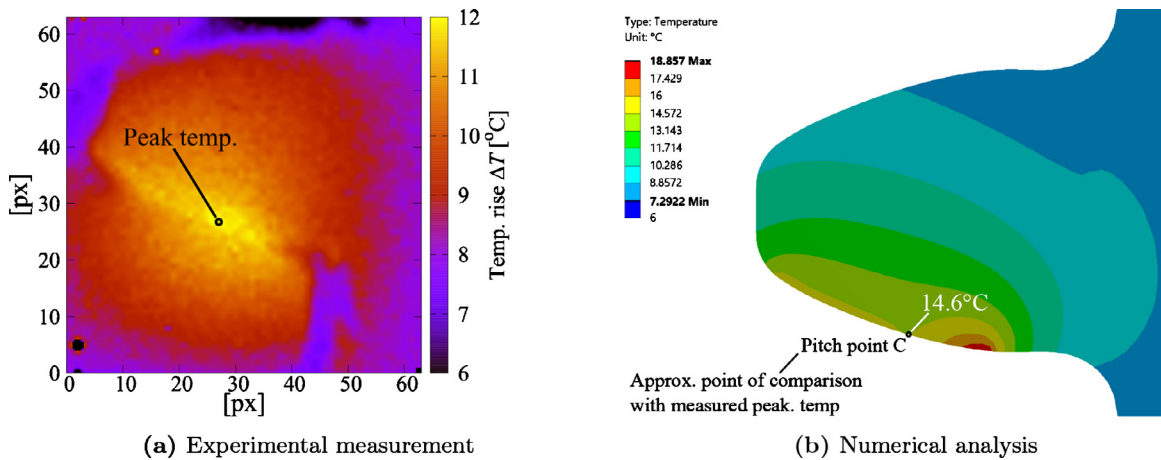 60
50
40
30
20
10
0
[px]
0
10
20
30
40
50
60
[px]
Peak temp.
12
11
10
9
8
7
6
Temp. rise ΔT [°C]
(a) Experimental measurement
Type: Temperature
Unit: °C
18.857 Max
17.429
16
14.572
13.143
11.714
10.286
8.8572
7.2922 Min
6
14.6°C
Pitch point C
Approx. point of comparison
with measured peak. temp
(b) Numerical analysis